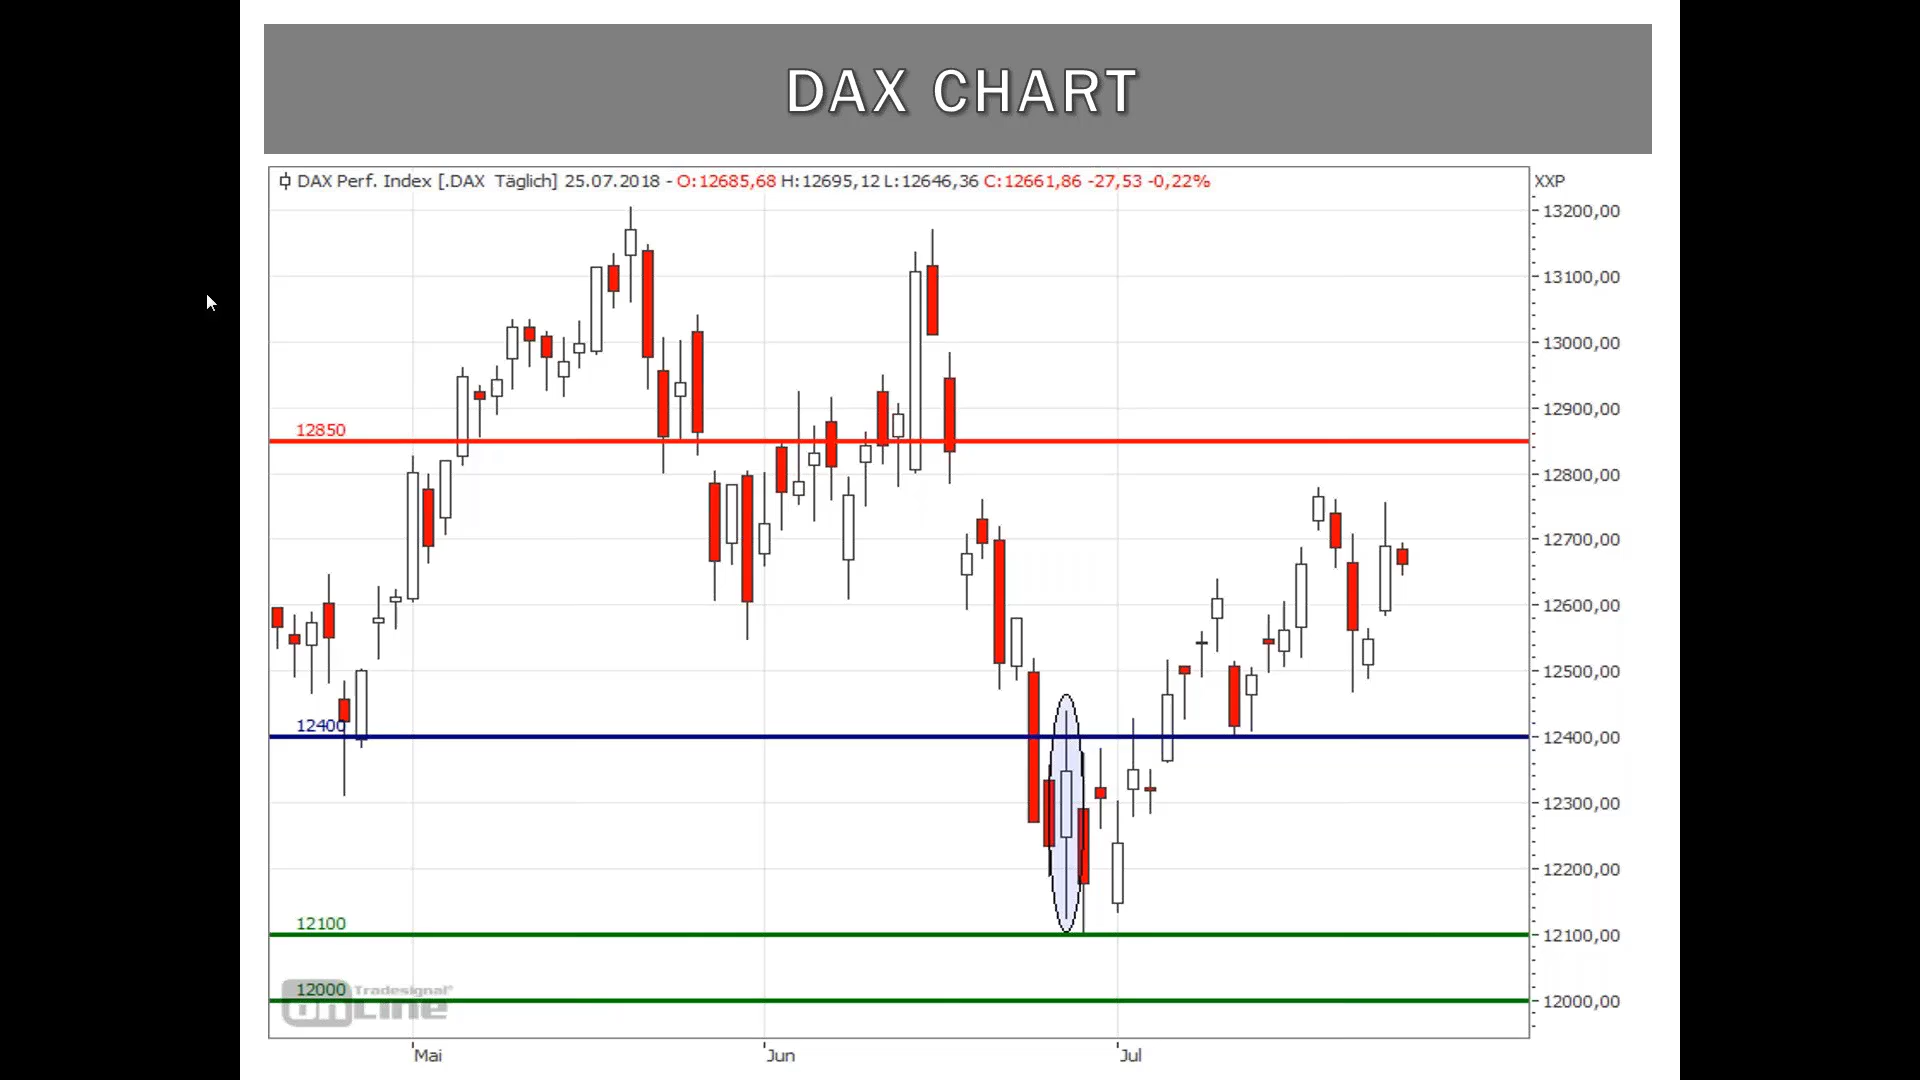 DAX CHART
DAX Perf. Index [.DAX Täglich] 25.07.2018 - O:12685,68 H:12695,12 L:12646,36 C:12661,86 -27,53 -0,22%
XXP
13200,00
13100,00
13000,00
12900,00
12850
12800,00
12700,00
12600,00
12500,00
12400
12400,00
12300,00
12200,00
12100
12100,00
12000
Tradesignal®
online
12000,00
Mai
Jun
Jul